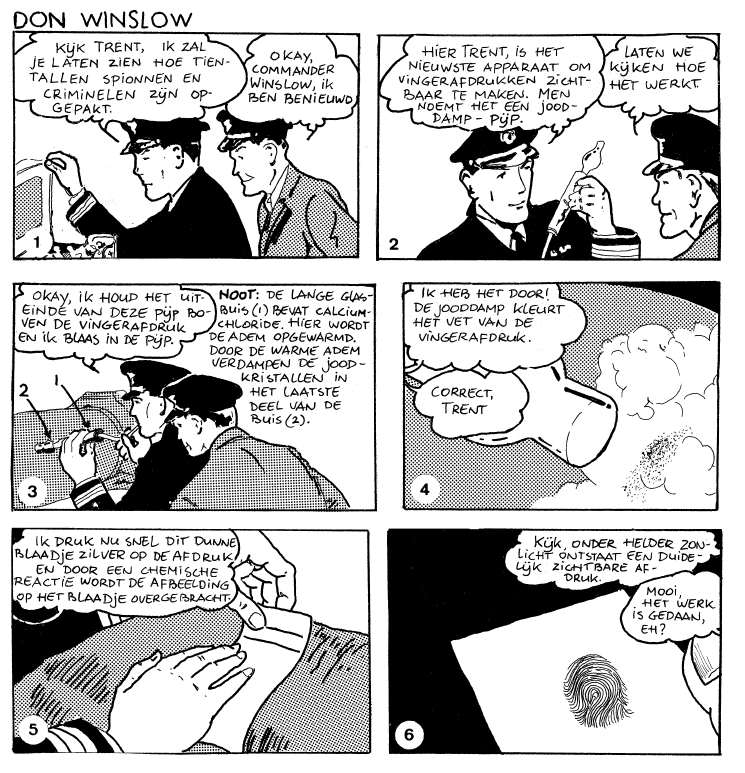 DON WINSLOW
KIJK TRENT, IK ZAL
JE LATEN ZIEN HOE TIEN-
TALLEN SPIONNEN EN
CRIMINELEN ZIJN OP-
GEPAKT.
OKAY,
COMMANDER
WINSLOW, IK
BEN BENIEUWD
1
HIER TRENT, IS HET
NIEUWSTE APPARAAT OM
VINGERAFDRUKKEN ZICHT-
BAAR TE MAKEN. MEN
NOEMT HET EEN JOOD-
DAMP-PIJP.
LATEN WE
KIJKEN HOE
HET WERKT.
2
OKAY, IK HOUD HET UIT-
EINDE VAN DEZE PIJP BO-
VEN DE VINGERAFDRUK
EN IK BLAAS IN DE PIJP.
NOOT: DE LANGE GLAS-
BUIS (1) BEVAT CALCIUM-
CHLORIDE. HIER WORDT
DE ADEM OPGEWARMD.
DOOR DE WARME ADEM
VERDAMPEN DE JOOD-
KRISTALLEN IN
HET LAATSTE
DEEL VAN DE
BUIS (2).
2
1
3
IK HEB HET DOOR!
DE JOODDAMP KLEURT
HET VET VAN DE
VINGERAFDRUK.
CORRECT,
TRENT
4
IK DRUK NU SNEL DIT DUNNE
BLAADJE ZILVER OP DE AFDRUK
EN DOOR EEN CHEMISCHE
REACTIE WORDT DE AFBEELDING
OP HET BLAADJE OVERGEBRACHT.
5
KIJK, ONDER HELDER ZON-
LICHT ONTSTAAT EEN DUIDE-
LIJK ZICHTBARE AF-
DRUK.
MOOI,
HET WERK
IS GEDAAN,
EH?
6